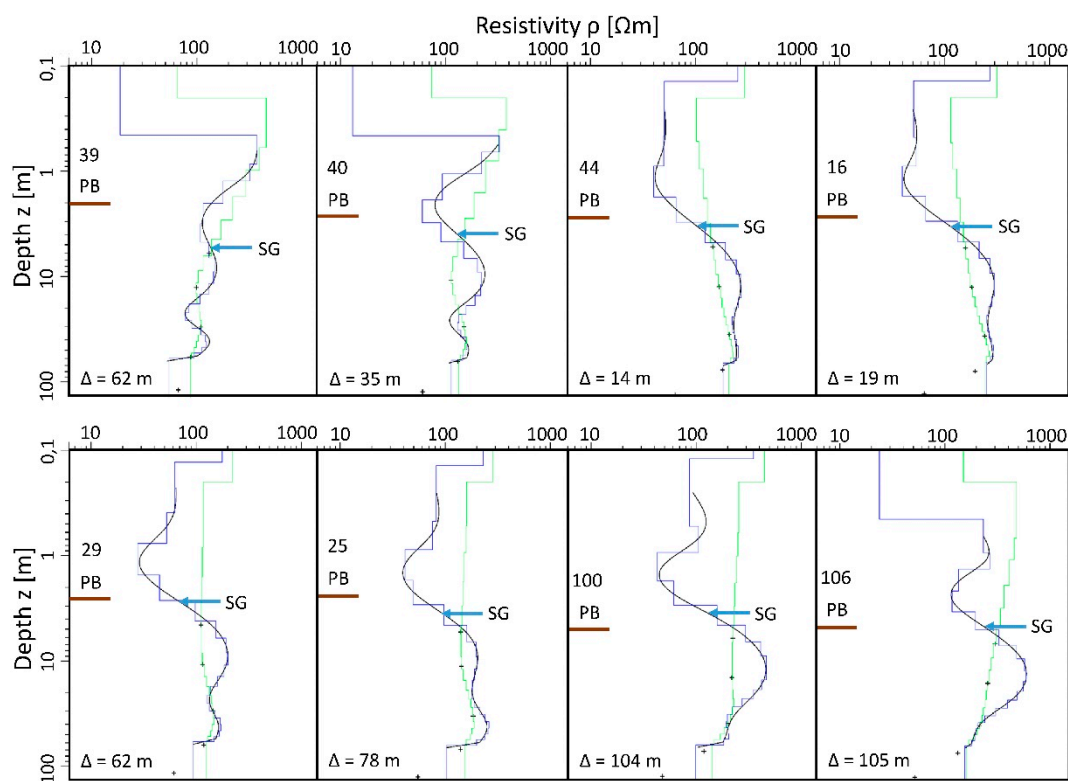 Resistivity ρ [Ωm]
10 100 1000 10 100 1000 10 100 1000 10 100 1000
0,1
1
10
100
Depth z [m]
39
PB
SG
Δ = 62 m
40
PB
SG
Δ = 35 m
44
PB
SG
Δ = 14 m
16
PB
SG
Δ = 19 m
10 100 1000 10 100 1000 10 100 1000 10 100 1000
0,1
1
10
100
Depth z [m]
29
PB
SG
Δ = 62 m
25
PB
SG
Δ = 78 m
100
PB
SG
Δ = 104 m
106
PB
SG
Δ = 105 m